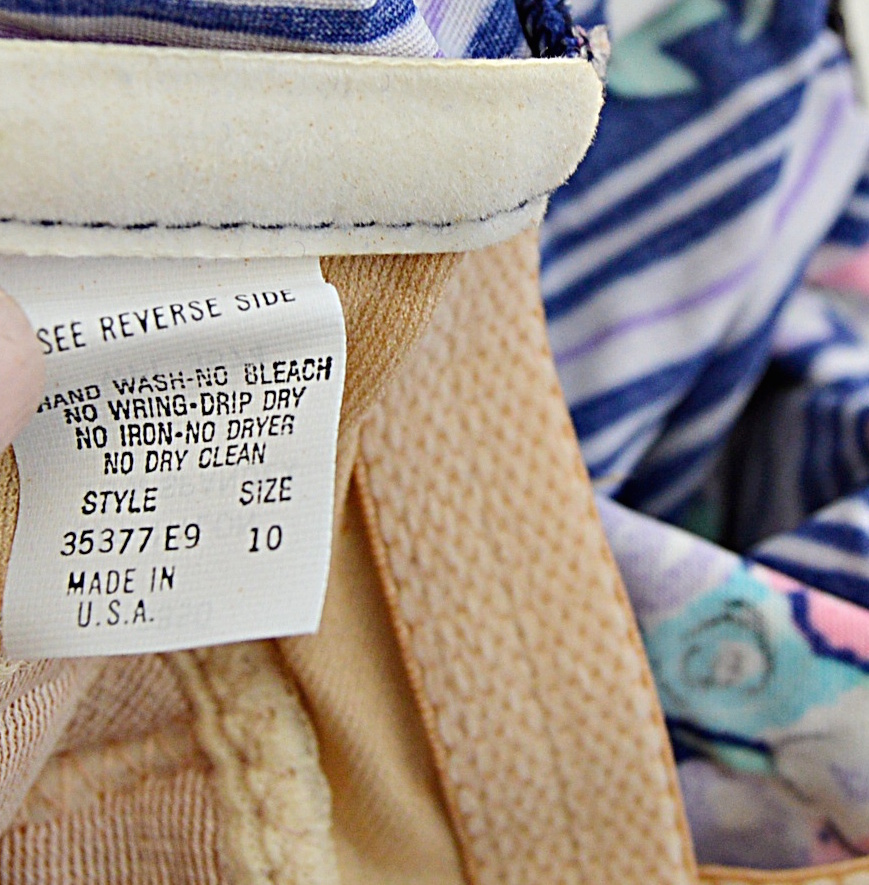 SEE REVERSE SIDE
HAND WASH-NO BLEACH
NO WRING-DRIP DRY
NO IRON-NO DRYER
NO DRY CLEAN
STYLE SIZE
35377 E9 10
MADE IN
U.S.A.